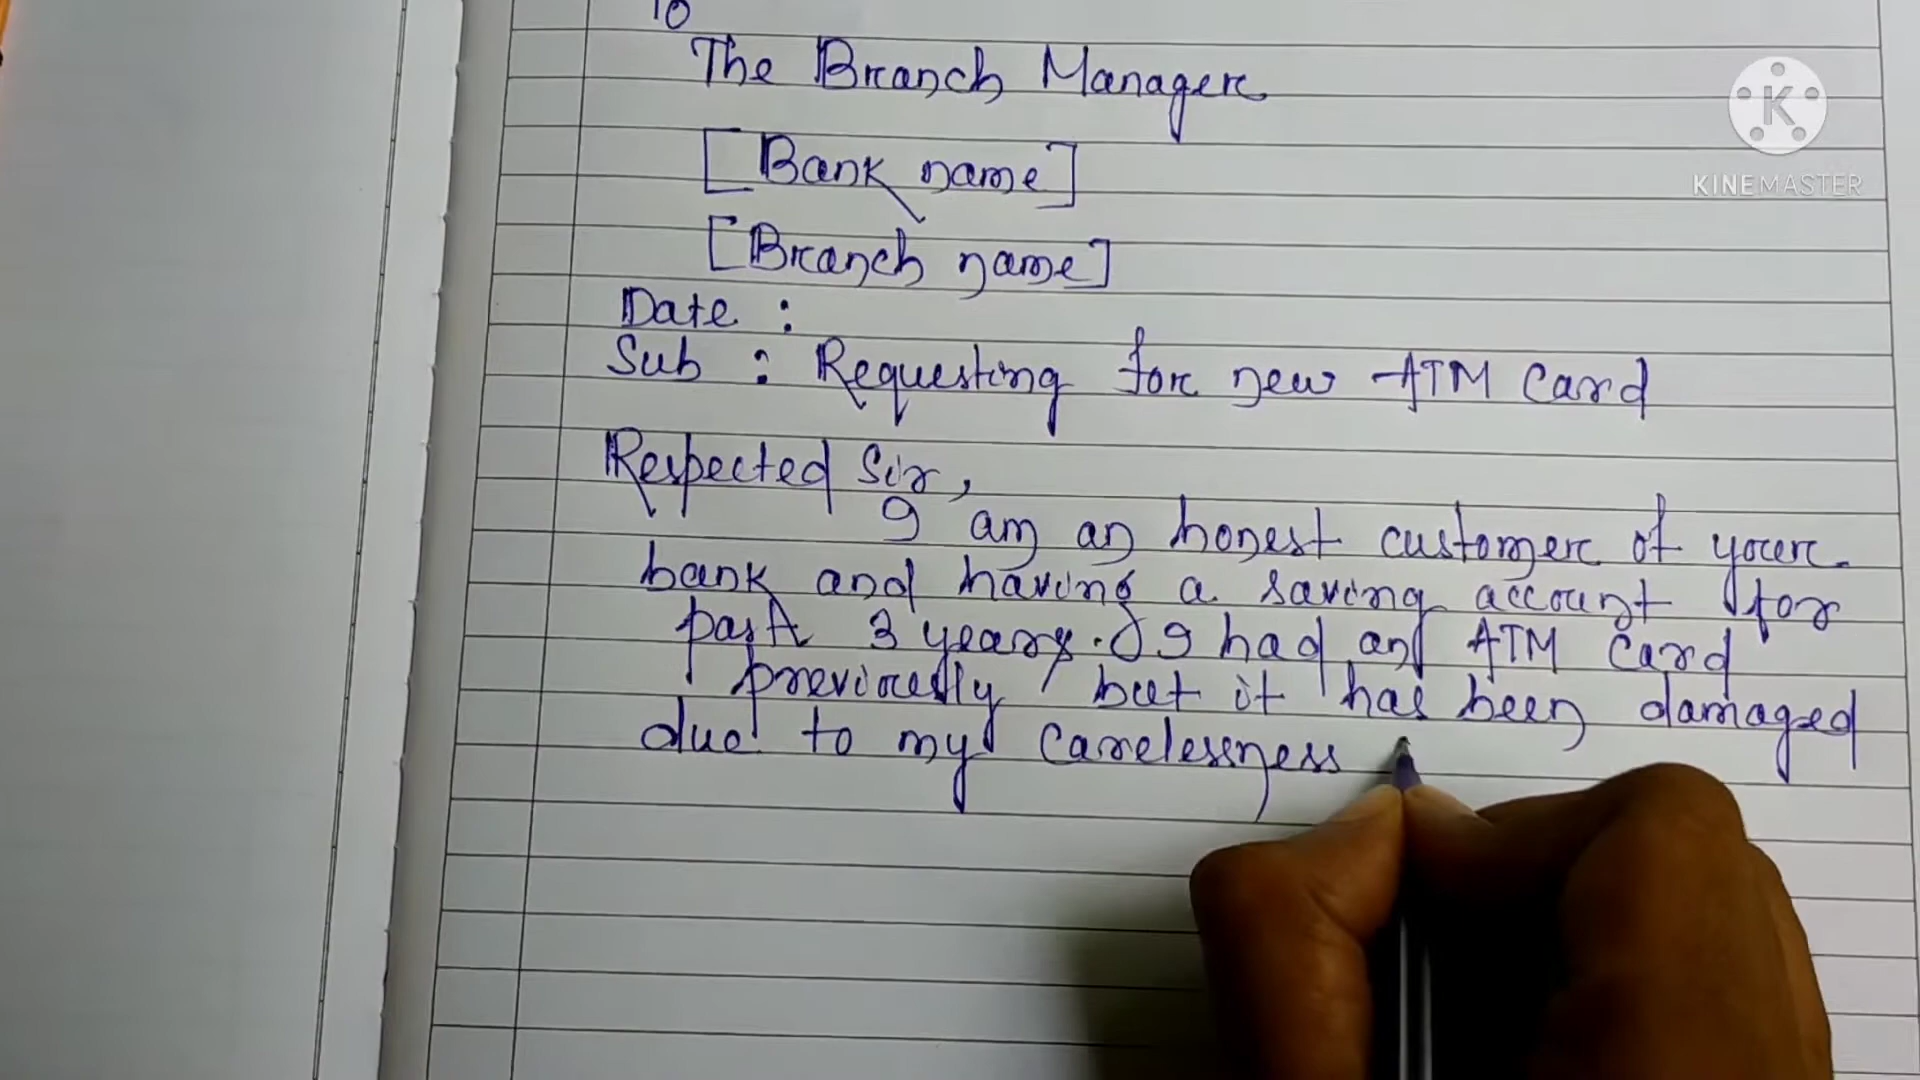 To
The Branch Manager
[Bank name]
[Branch name]
Date :
Sub : Requesting for new ATM Card
Respected Sir,
I am an honest customer of your
bank and having a saving account for
past 3 years. I had an ATM Card
previously but it has been damaged
due to my carelessness
K
KINEMASTER